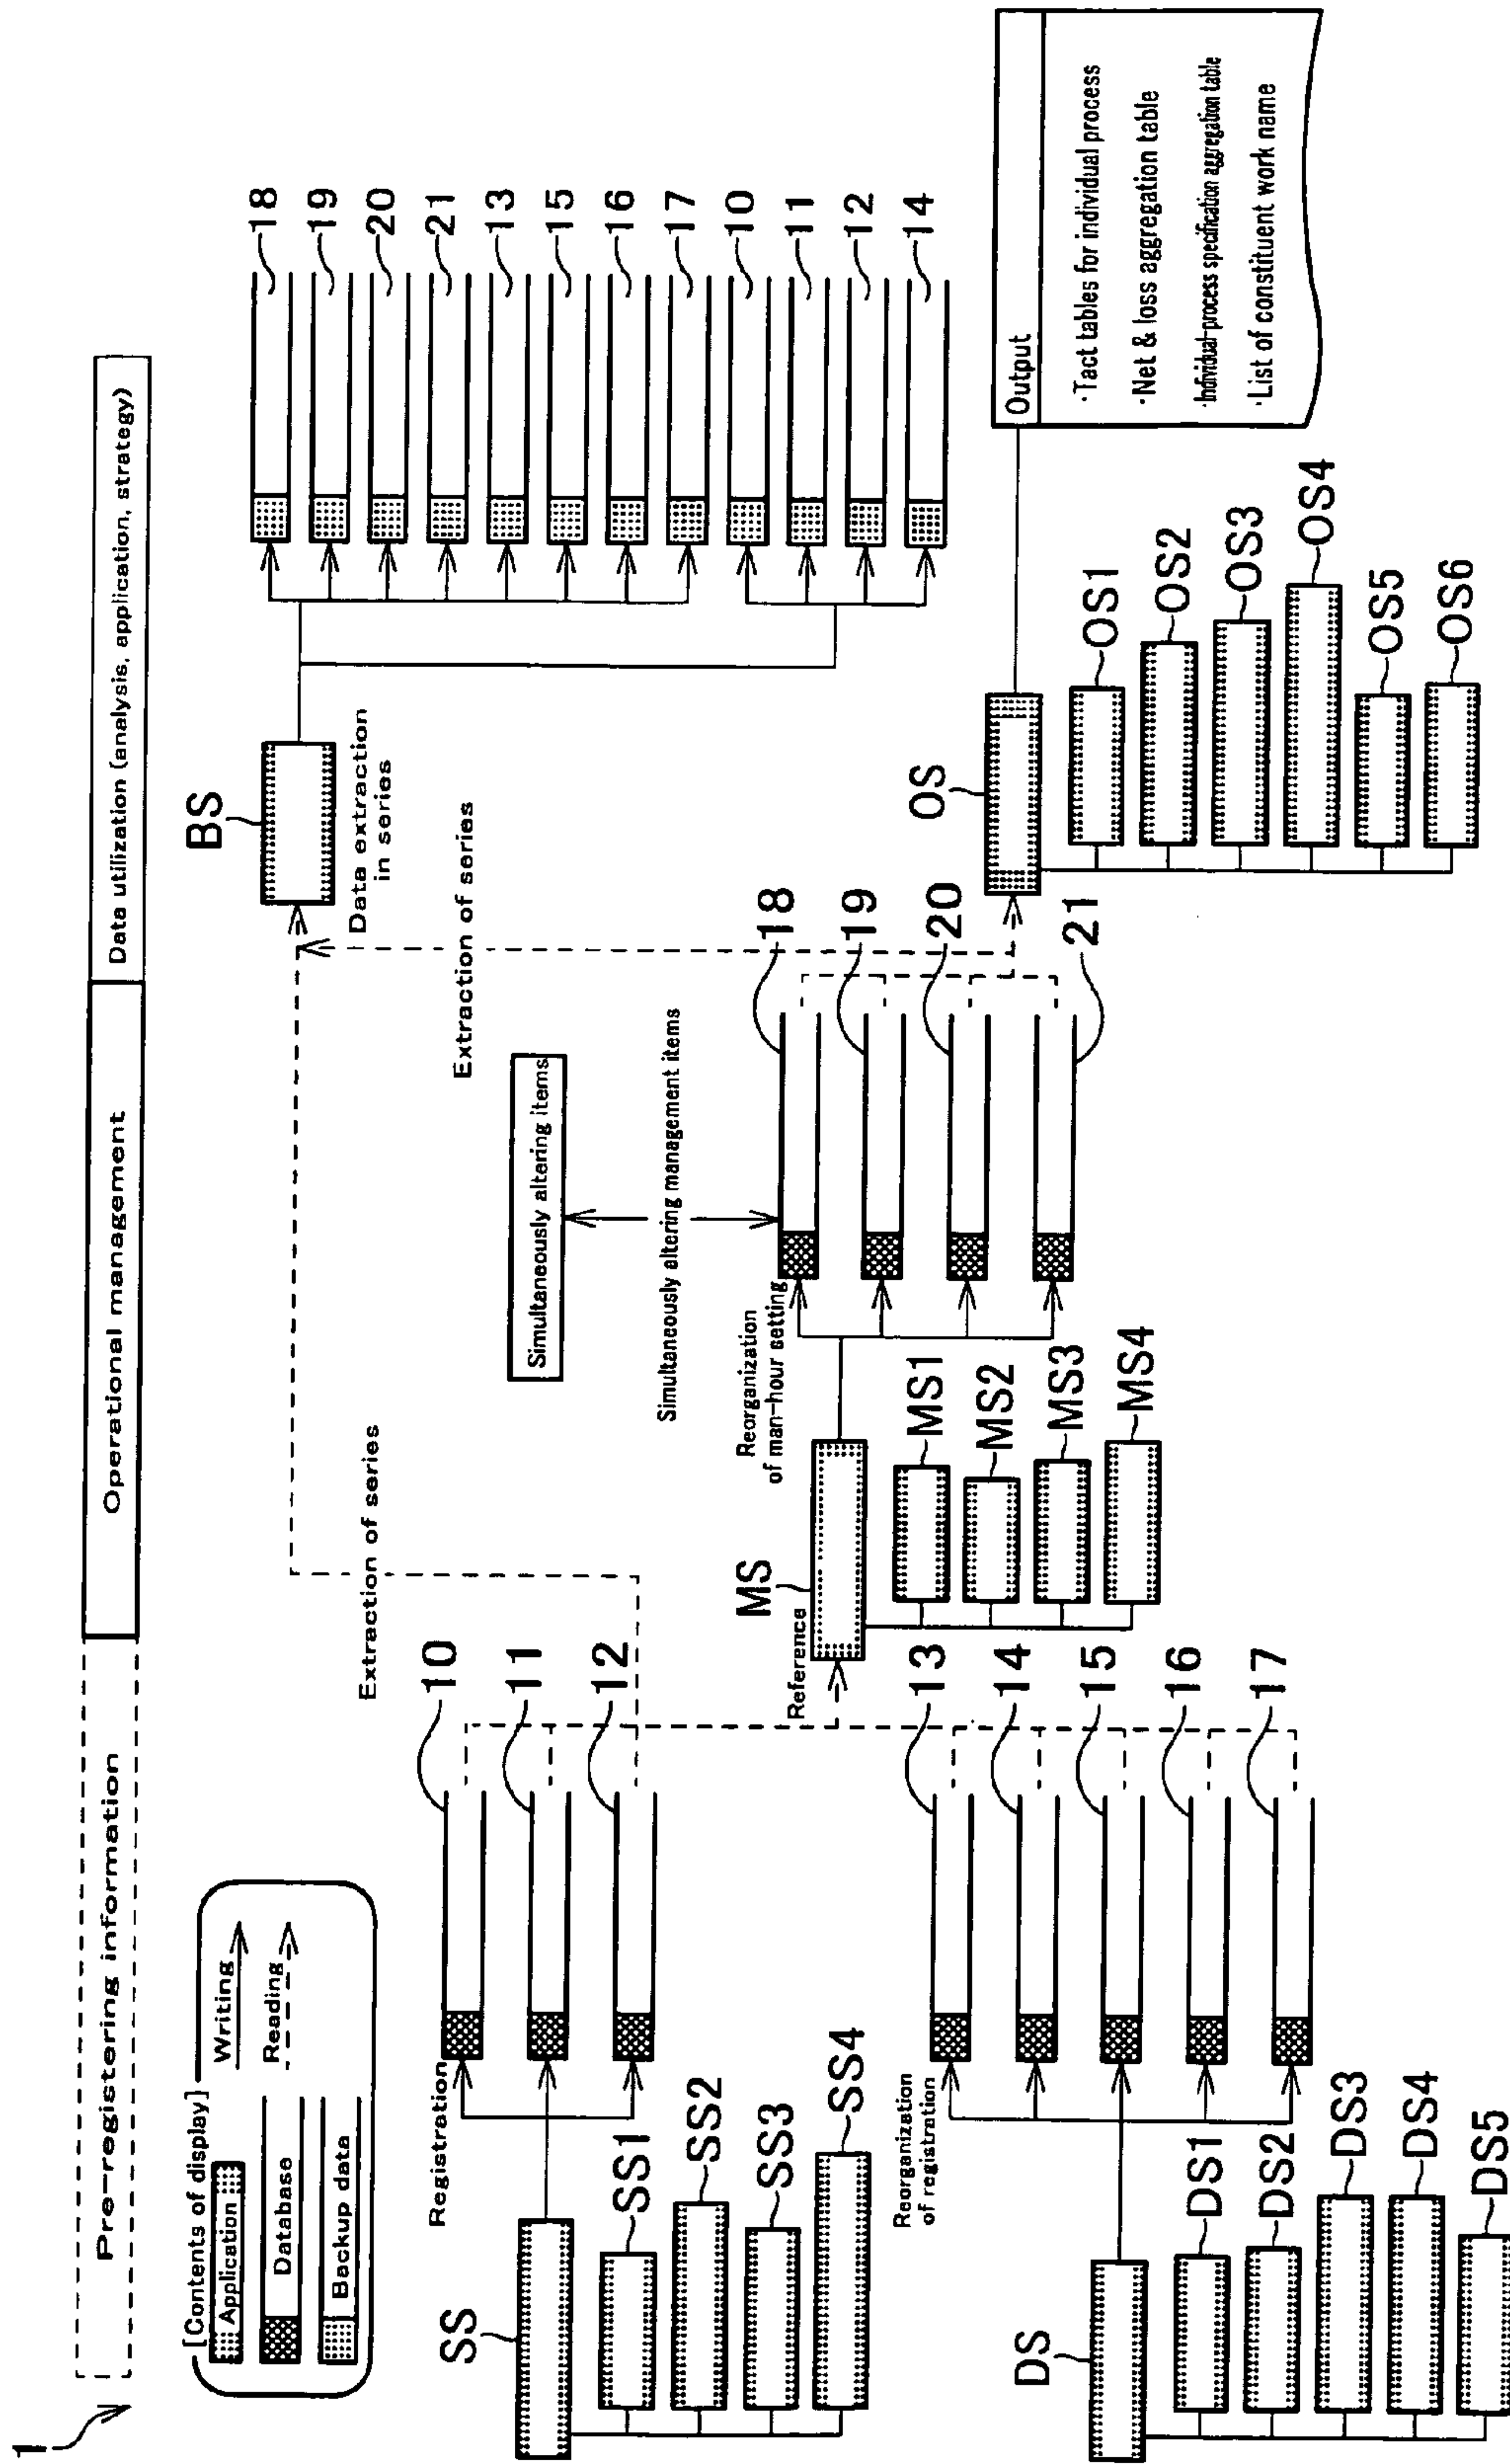 1
Pre-registering information
Operational management
Data utilization (analysis, application, strategy)
[Contents of display]
Application
Database
Backup data
Writing
Reading
SS
SS1
SS2
SS3
SS4
Registration
10
11
12
Extraction of series
DS
DS1
DS2
DS3
DS4
DS5
Reorganization
of registration
13
14
15
16
17
Reference
MS
MS1
MS2
MS3
MS4
Reorganization
of man-hour setting
Simultaneously altering items
Simultaneously altering management items
18
19
20
21
Extraction of series
Data extraction
in series
BS
18
19
20
21
13
15
16
17
10
11
12
14
OS
OS1
OS2
OS3
OS4
OS5
OS6
Output
·Tact tables for individual process
·Net & loss aggregation table
·Individual-process specification aggregation table
·List of constituent work name